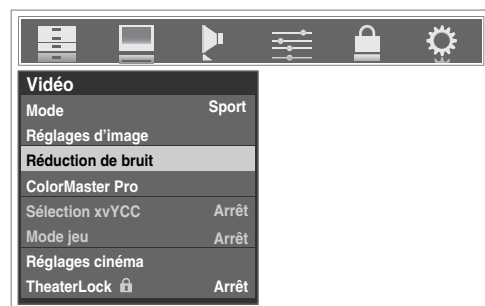 Vidéo
Mode Sport
Réglages d'image
Réduction de bruit
ColorMaster Pro
Sélection xvYCC Arrêt
Mode jeu Arrêt
Réglages cinéma
TheaterLock Arrêt